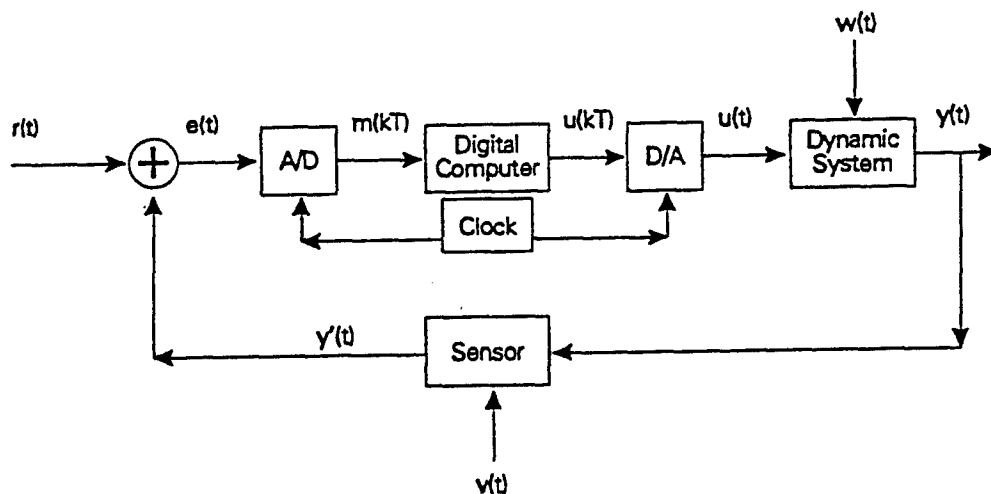 w(t)
r(t)
e(t)
m(kT)
u(kT)
u(t)
y(t)
+
A/D
Digital
Computer
D/A
Dynamic
System
Clock
y'(t)
Sensor
v(t)